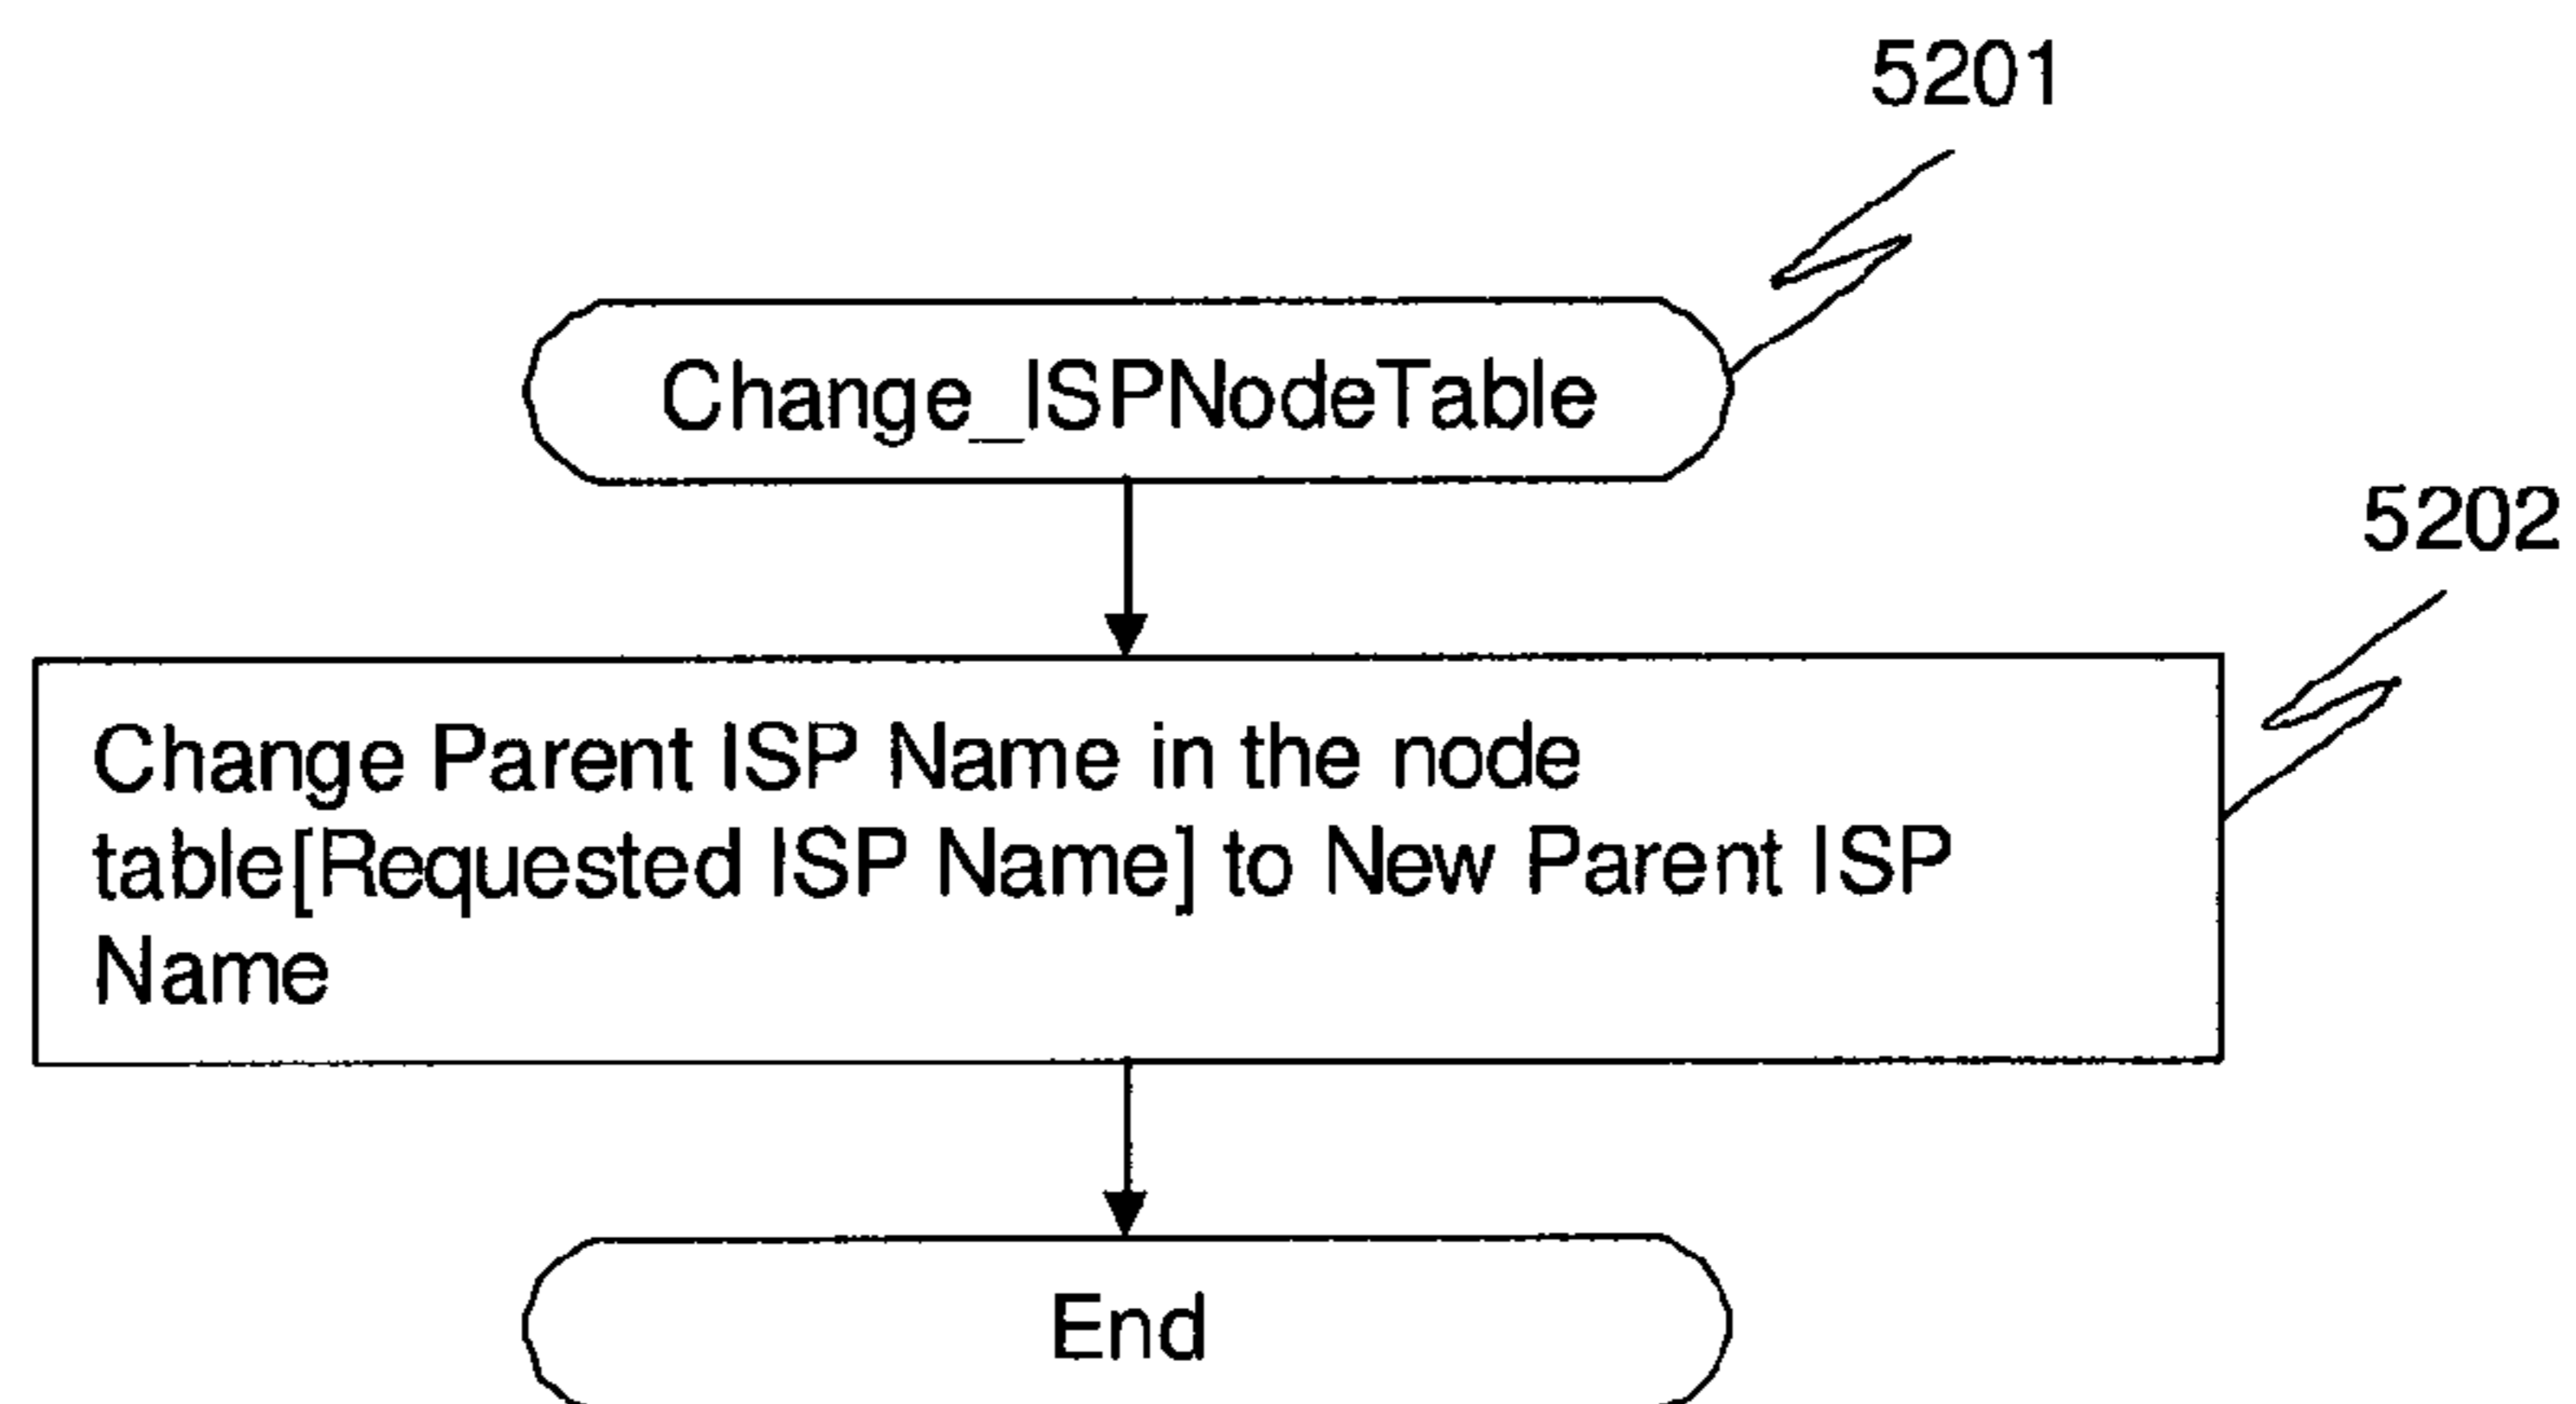 5201
Change_ISPNodeTable
5202
Change Parent ISP Name in the node
table[Requested ISP Name] to New Parent ISP
Name
End